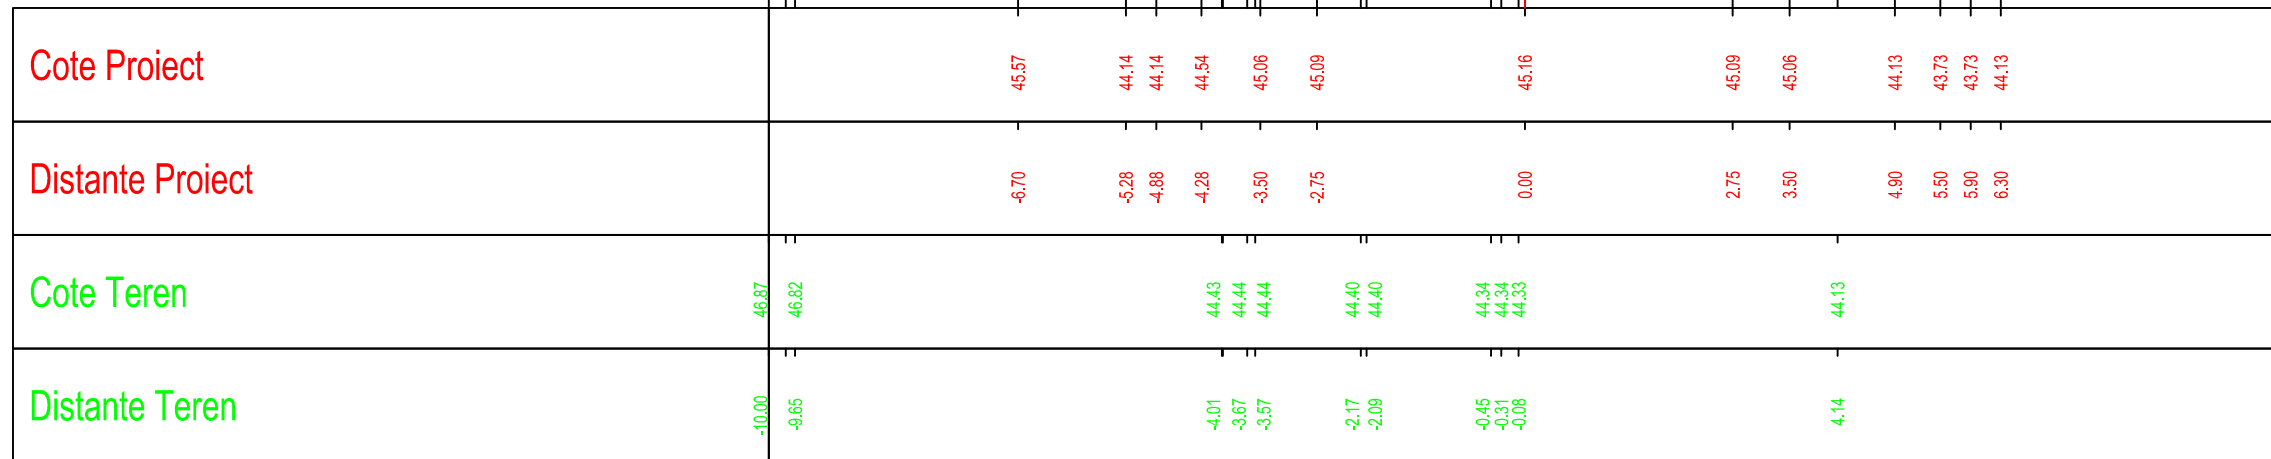 Cote Proiect 45.57 44.14 44.14 44.54 45.06 45.09 45.16 45.09 45.06 44.13 43.73 43.73 44.13
Distante Proiect -6.70 -5.28 -4.88 -4.28 -3.50 -2.75 0.00 2.75 3.50 4.90 5.50 5.90 6.30
Cote Teren 46.87 46.82 44.43 44.44 44.44 44.40 44.40 44.34 44.34 44.33 44.13
Distante Teren -10.00 -9.65 -4.01 -3.67 -3.57 -2.17 -2.09 -0.45 -0.31 -0.08 4.14